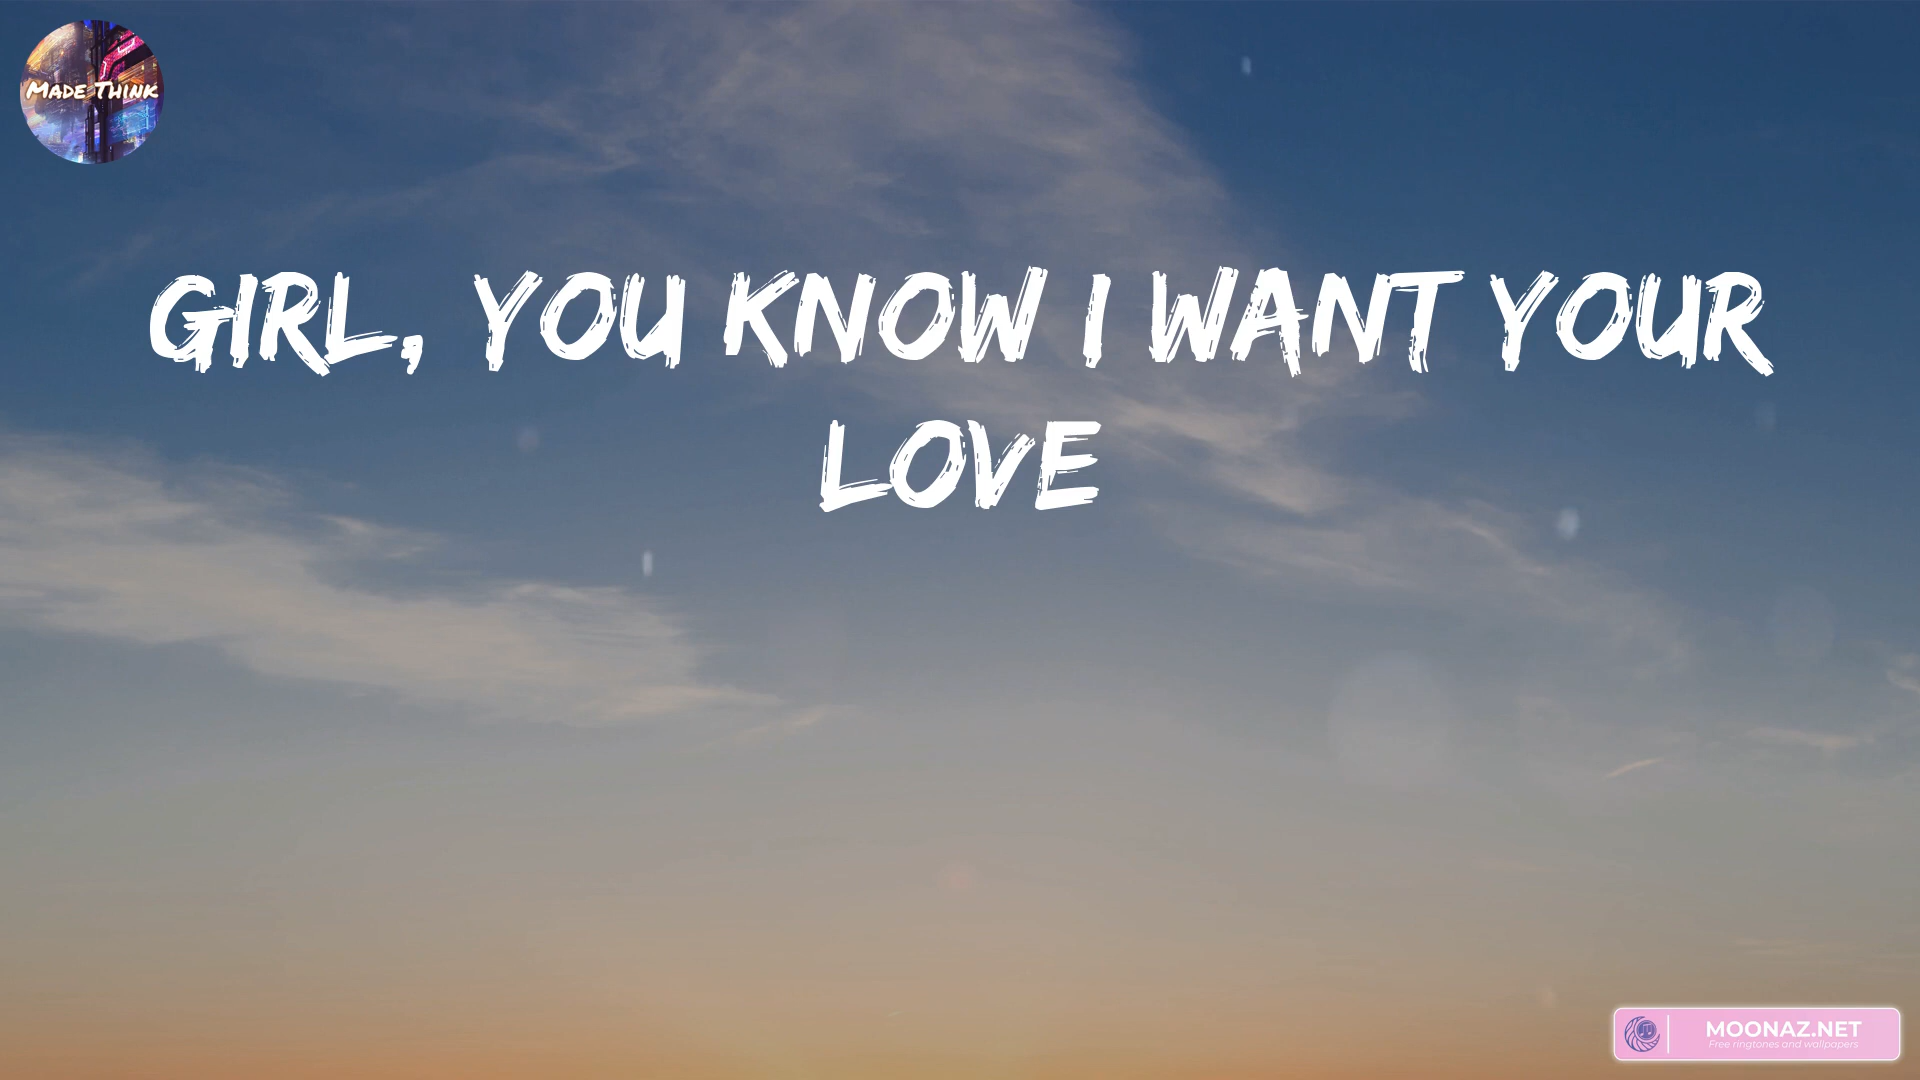 Made Think
GIRL, YOU KNOW I WANT YOUR
LOVE
MOONAZ.NET
Free ringtones and wallpapers